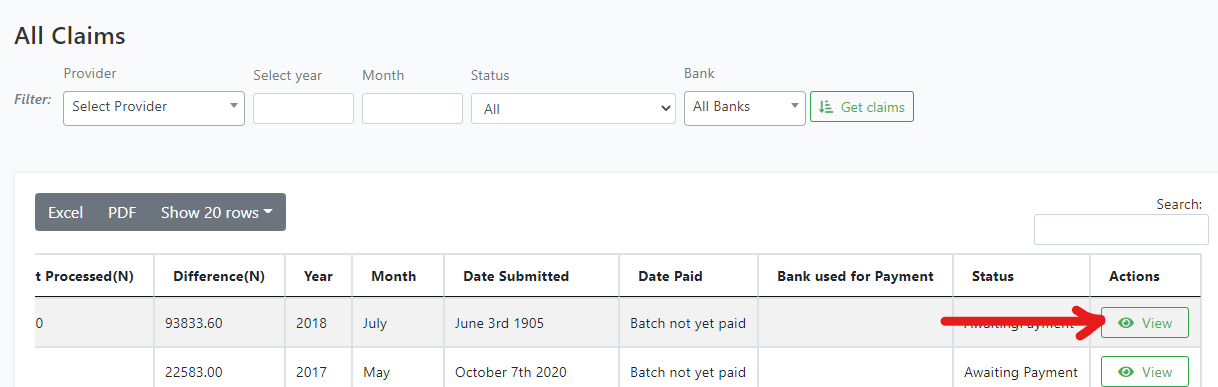 All Claims
Provider Select year Month Status Bank
Filter: Select Provider All All Banks Get claims
Excel PDF Show 20 rows Search:
t Processed(N) Difference(N) Year Month Date Submitted Date Paid Bank used for Payment Status Actions
0 93833.60 2018 July June 3rd 1905 Batch not yet paid Awaiting Payment View
22583.00 2017 May October 7th 2020 Batch not yet paid Awaiting Payment View